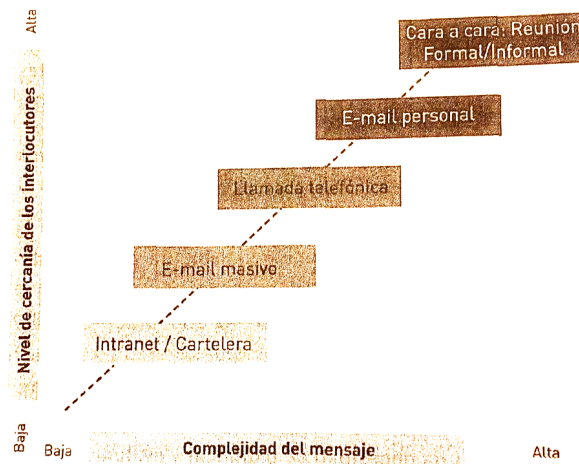 Alta
Cara a cara: Reunión
Formal/Informal
E-mail personal
Llamada telefónica
E-mail masivo
Intranet / Cartelera
Nivel de cercanía de los interlocutores
Baja
Baja
Complejidad del mensaje
Alta